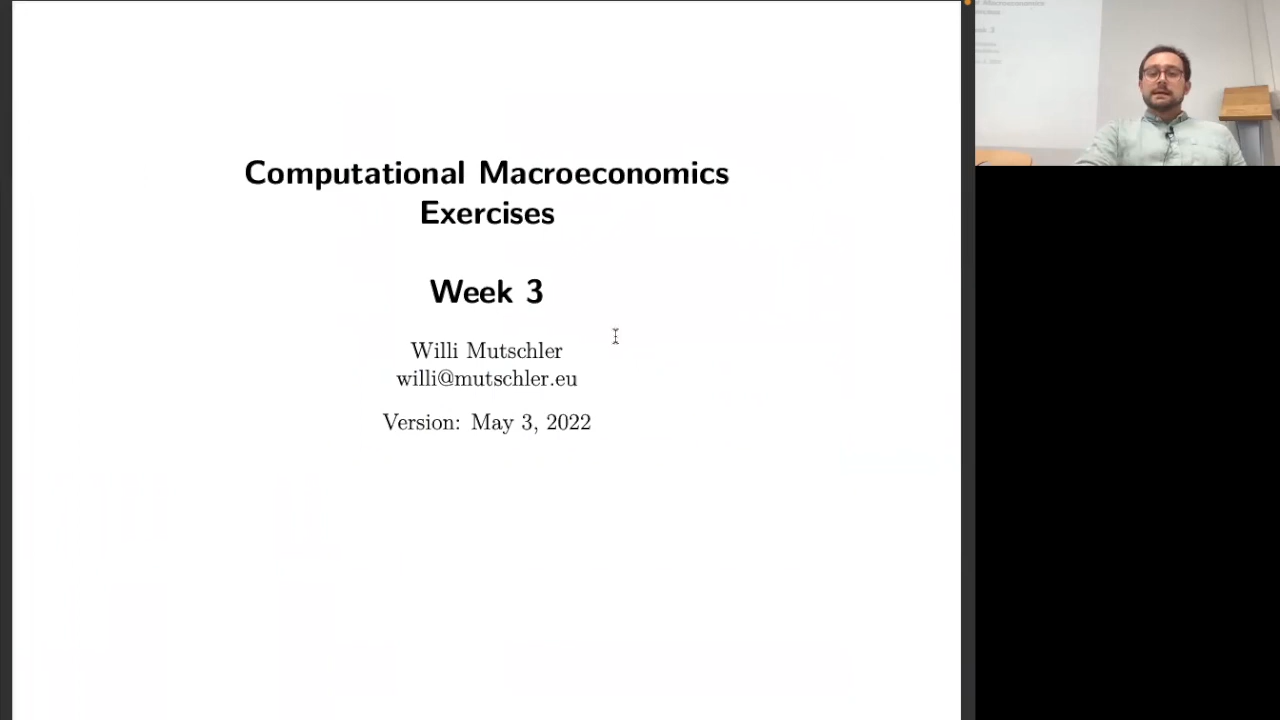 Computational Macroeconomics
Exercises
Week 3
Willi Mutschler
willi@mutschler.eu
Version: May 3, 2022